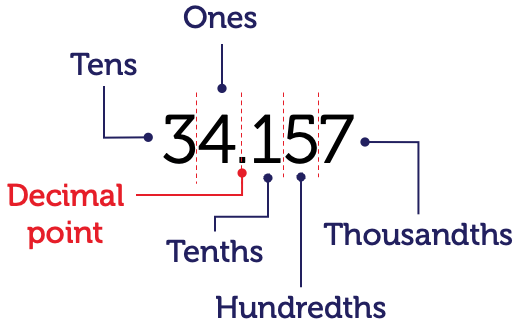 Ones
Tens
34.157
Decimal
point
Tenths
Thousandths
Hundredths